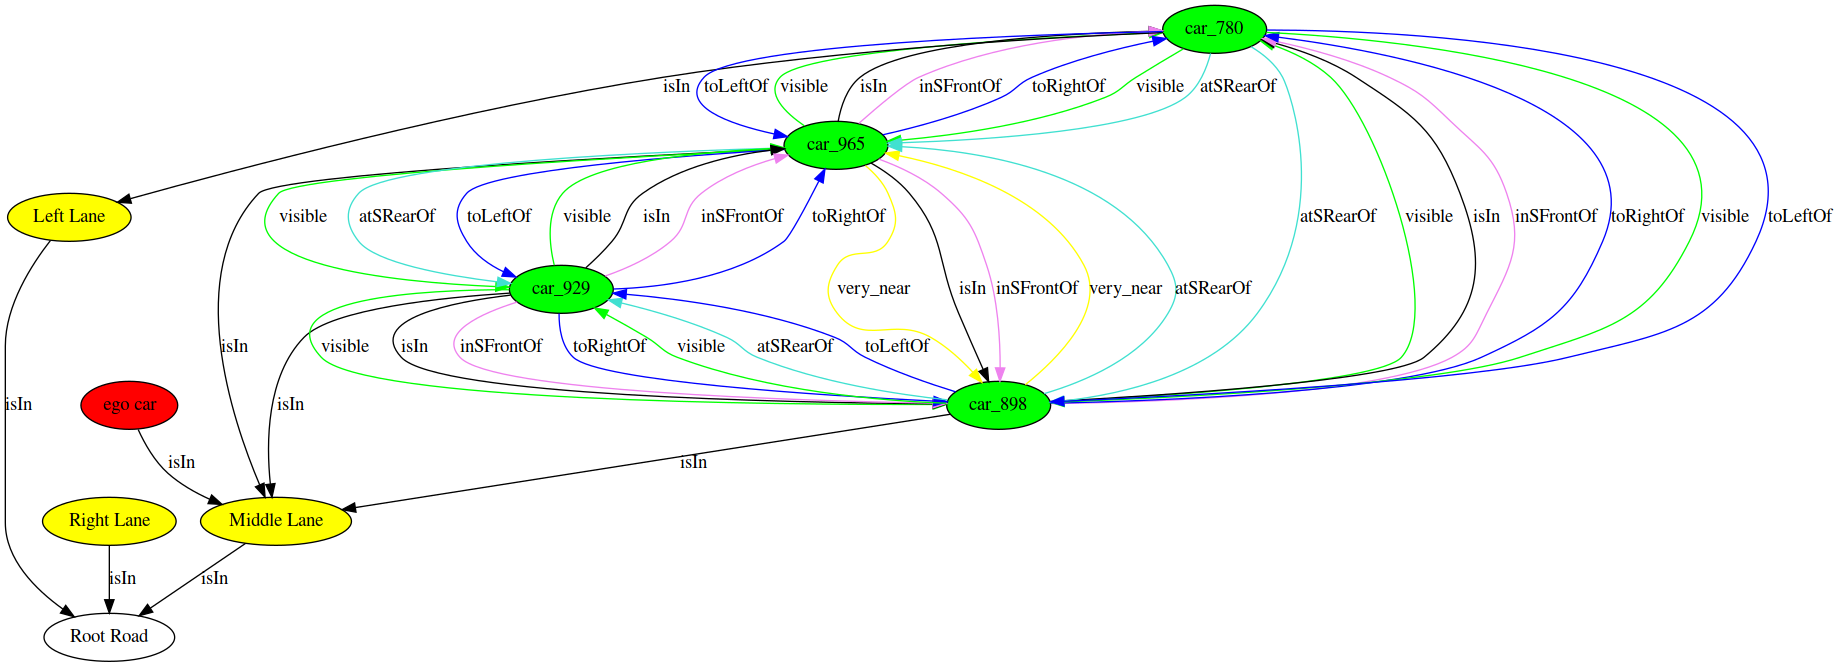 car_780
isIn
toLeftOf
visible
isIn
inSFrontOf
toRightOf
visible
atSRearOf
car_965
Left Lane
visible
atSRearOf
toLeftOf
visible
isIn
inSFrontOf
toRightOf
atSRearOf
visible
isIn
inSFrontOf
toRightOf
visible
toLeftOf
car_929
very_near
isIn
inSFrontOf
very_near
atSRearOf
isIn
visible
isIn
inSFrontOf
toRightOf
visible
atSRearOf
toLeftOf
isIn
ego car
isIn
car_898
isIn
isIn
Right Lane
Middle Lane
isIn
isIn
Root Road